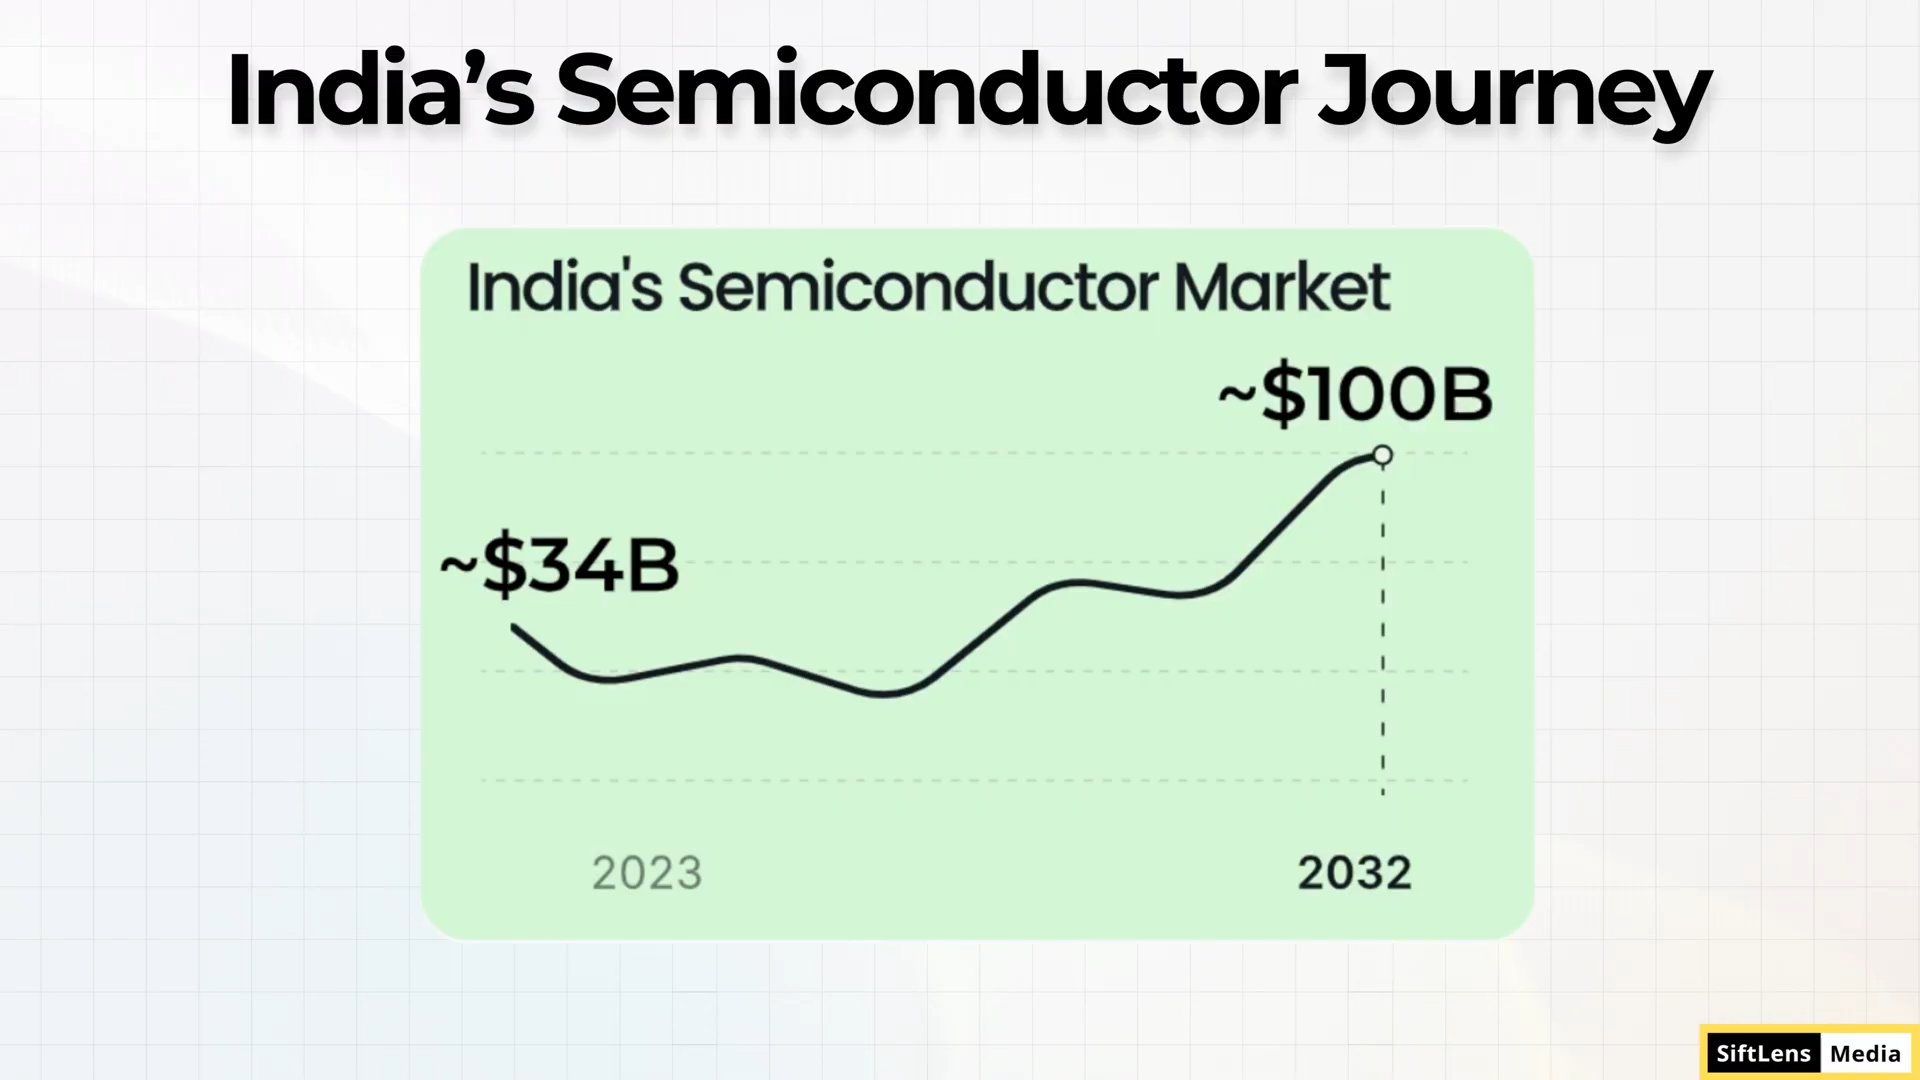 India’s Semiconductor Journey
India's Semiconductor Market
~$100B
~$34B
2023
2032
SiftLens Media